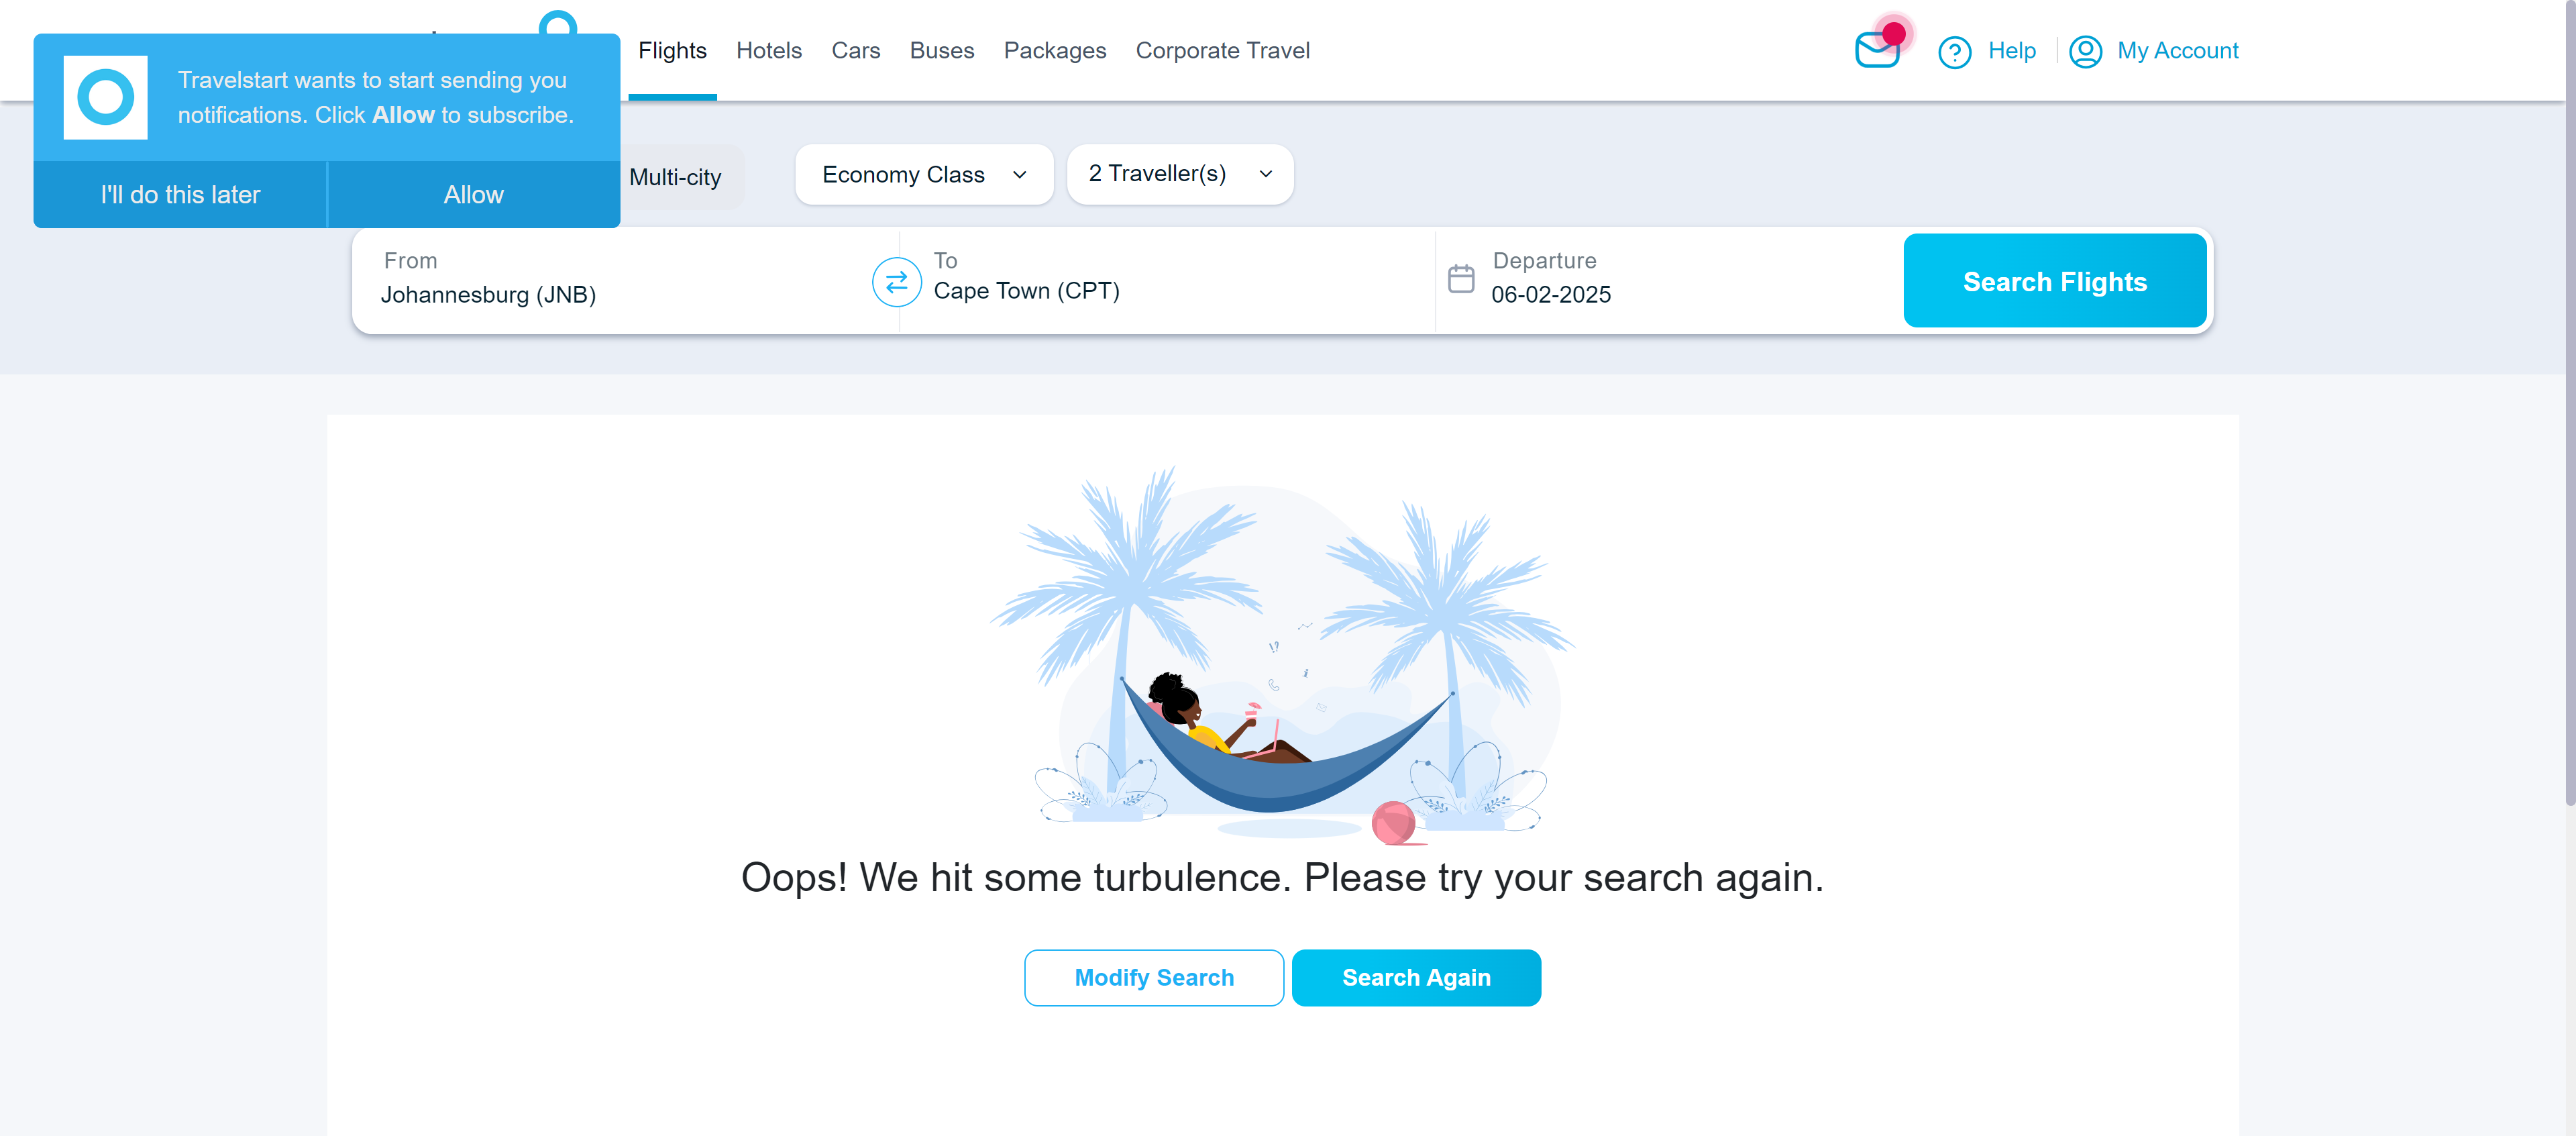 Flights Hotels Cars Buses Packages Corporate Travel
Help My Account
Travelstart wants to start sending you
notifications. Click Allow to subscribe.
I'll do this later Allow
Multi-city Economy Class 2 Traveller(s)
From To Departure
Johannesburg (JNB) Cape Town (CPT) 06-02-2025
Search Flights
Oops! We hit some turbulence. Please try your search again.
Modify Search Search Again